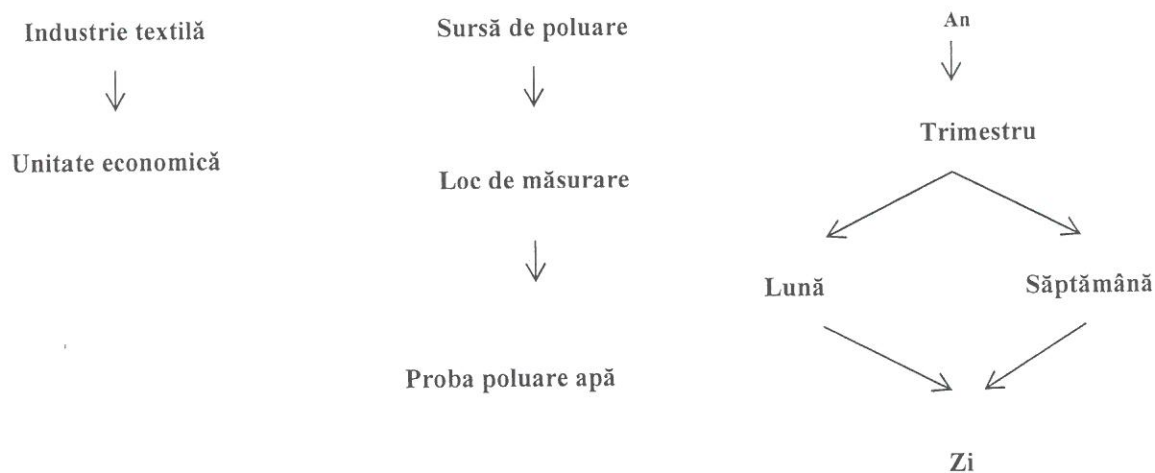 Industrie textilă
Unitate economică
Sursă de poluare
Loc de măsurare
Proba poluare apă
An
Trimestru
Lună
Săptămână
Zi